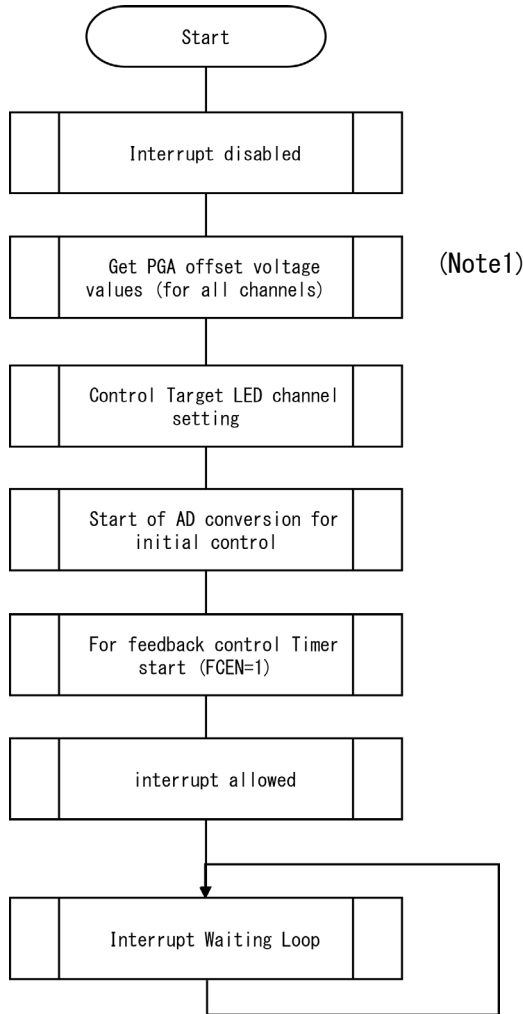 Start
Interrupt disabled
Get PGA offset voltage
values (for all channels)
(Note1)
Control Target LED channel
setting
Start of AD conversion for
initial control
For feedback control Timer
start (FCEN=1)
interrupt allowed
Interrupt Waiting Loop